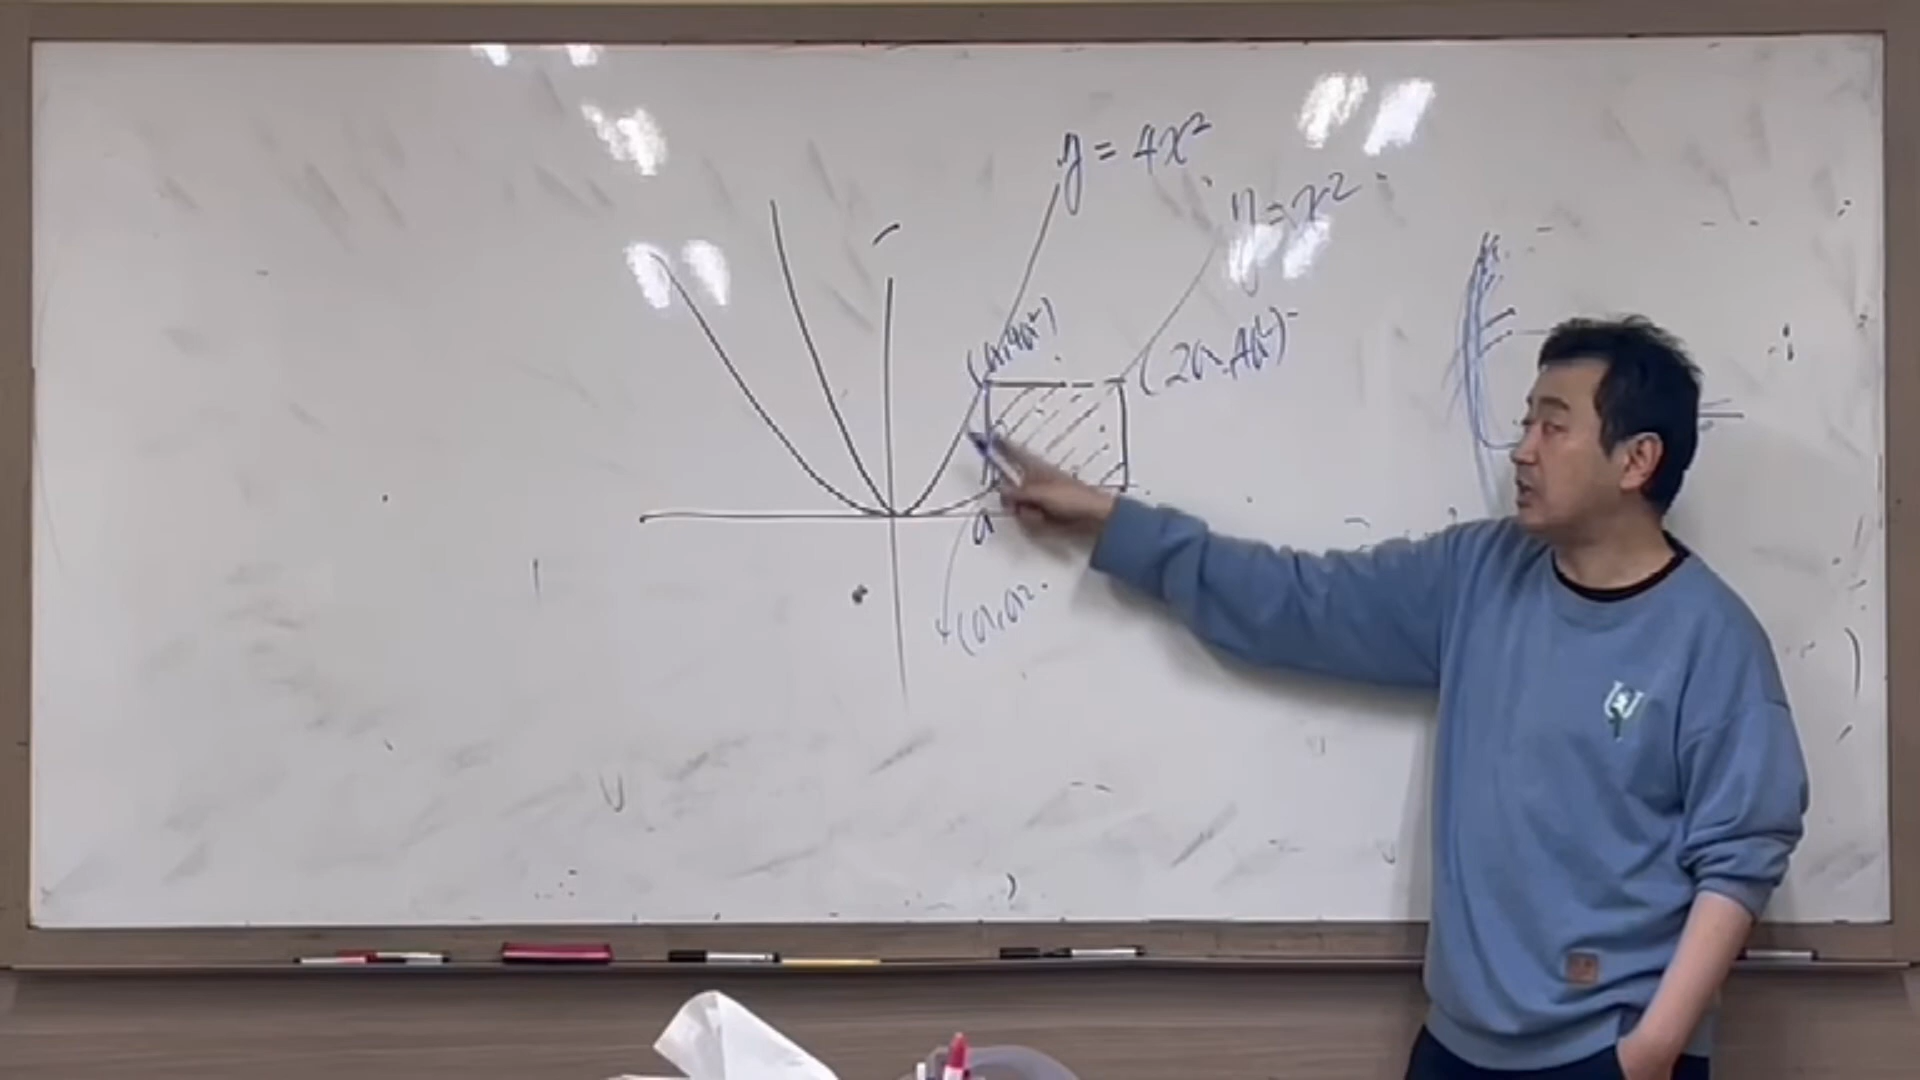 y = 4x²
y = x²
(a, 4a²)
(2a, 4a²)
a
(a, a²